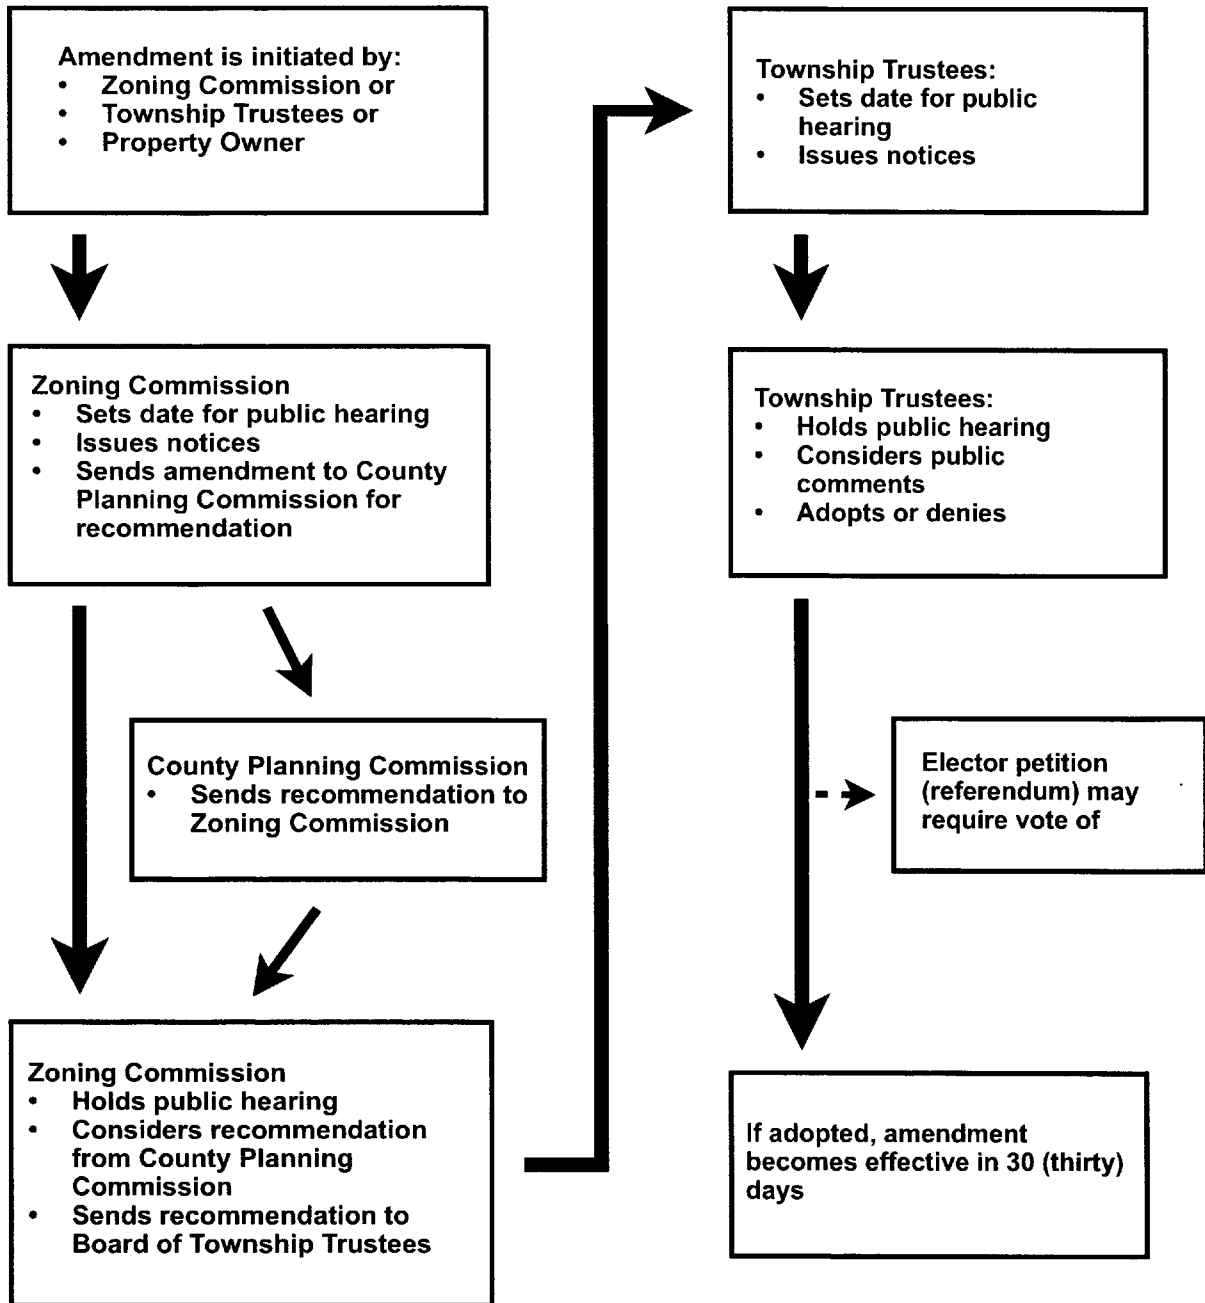 Amendment is initiated by:
• Zoning Commission or
• Township Trustees or
• Property Owner
Zoning Commission
• Sets date for public hearing
• Issues notices
• Sends amendment to County
Planning Commission for
recommendation
County Planning Commission
• Sends recommendation to
Zoning Commission
Zoning Commission
• Holds public hearing
• Considers recommendation
from County Planning
Commission
• Sends recommendation to
Board of Township Trustees
Township Trustees:
• Sets date for public
hearing
• Issues notices
Township Trustees:
• Holds public hearing
• Considers public
comments
• Adopts or denies
Elector petition
(referendum) may
require vote of
If adopted, amendment
becomes effective in 30 (thirty)
days